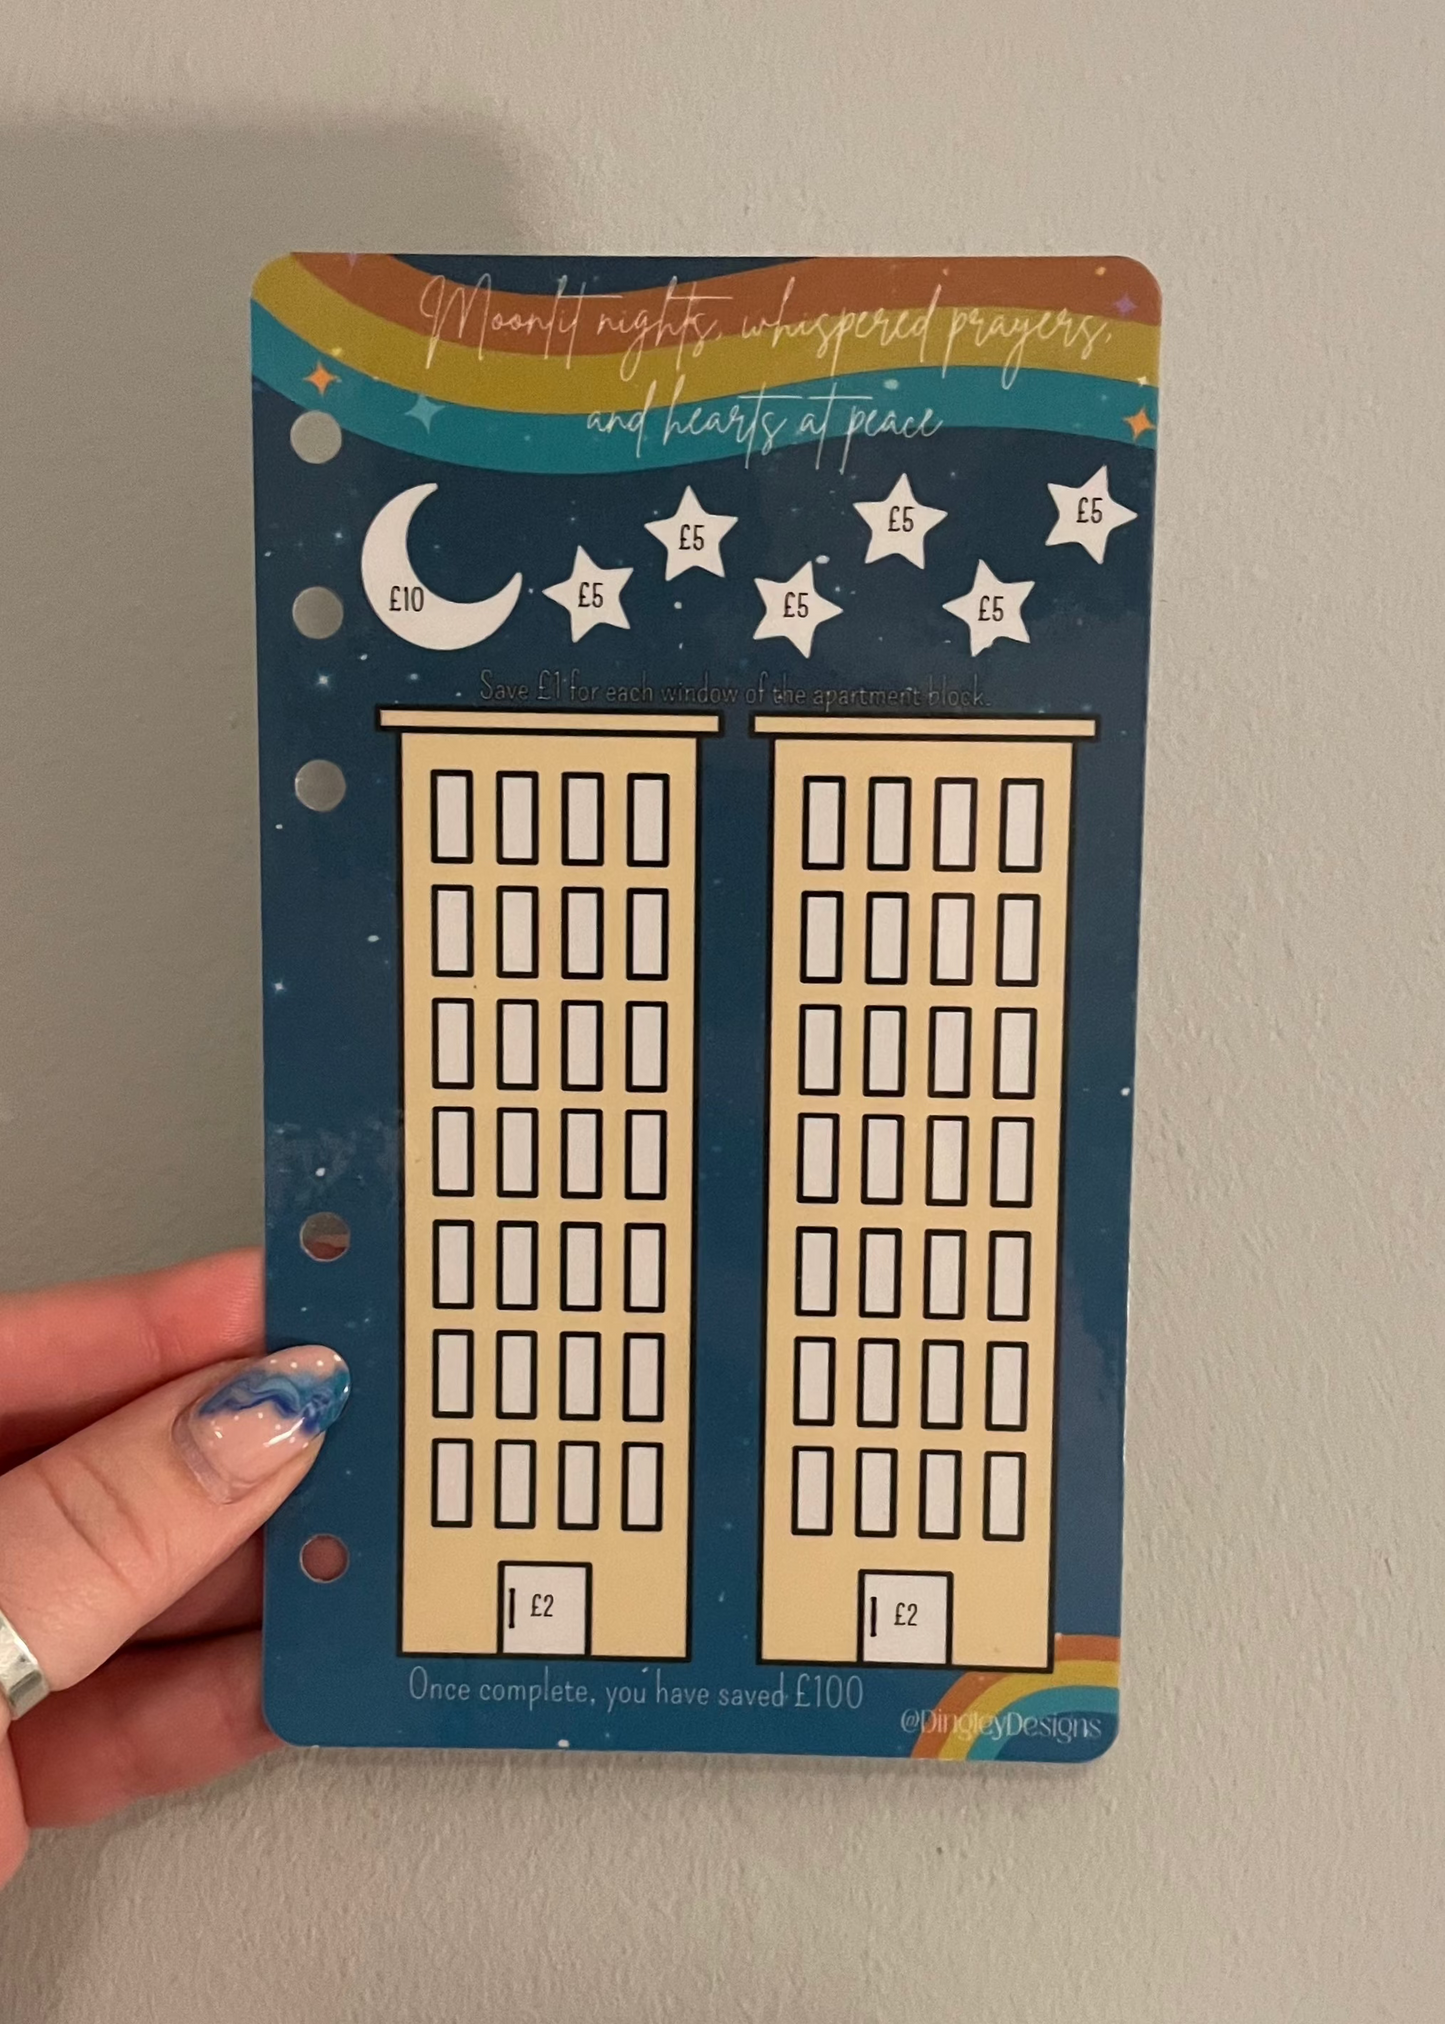 Moonlit nights, whispered prayers,
and hearts at peace
£10
£5
£5
£5
£5
£5
£5
Save £1 for each window of the apartment block.
£2
£2
Once complete, you have saved £100
@DingleyDesigns